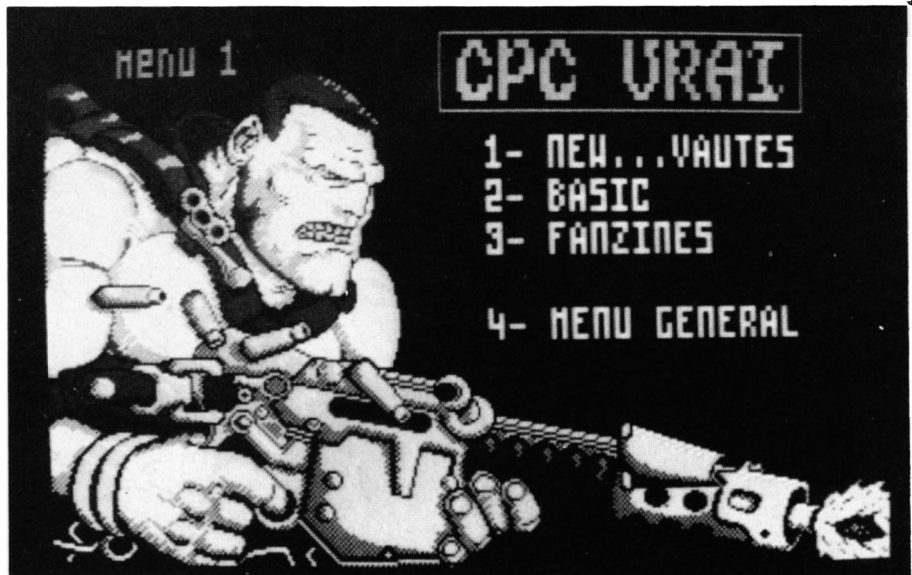 MENU 1
CPC VRAI
1- NEW...VAUTES
2- BASIC
3- FANZINES
4- MENU GENERAL